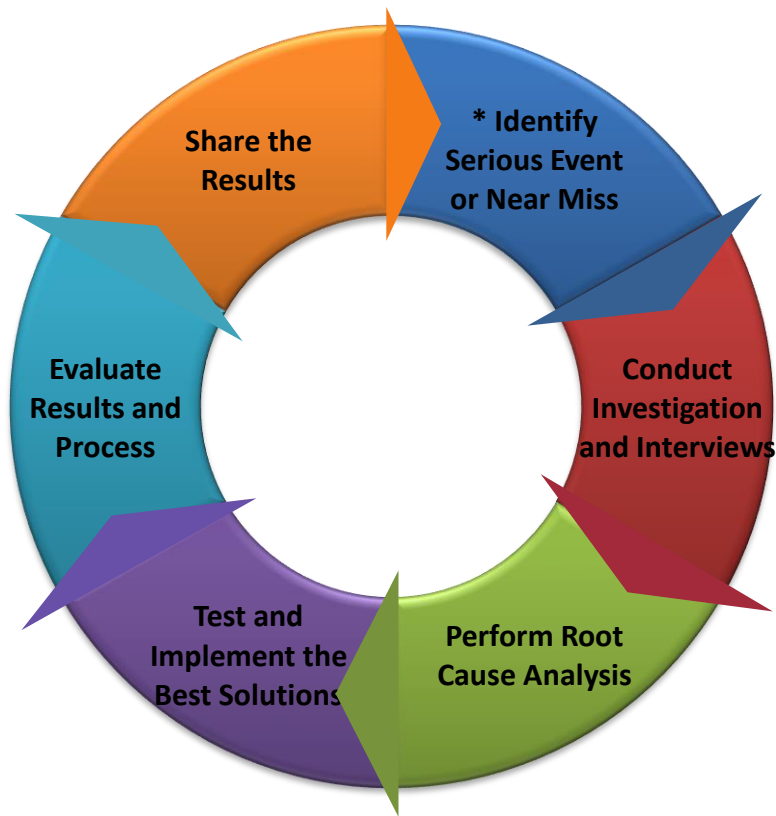 * Identify
Serious Event
or Near Miss
Conduct
Investigation
and Interviews
Perform Root
Cause Analysis
Test and
Implement the
Best Solutions
Evaluate
Results and
Process
Share the
Results